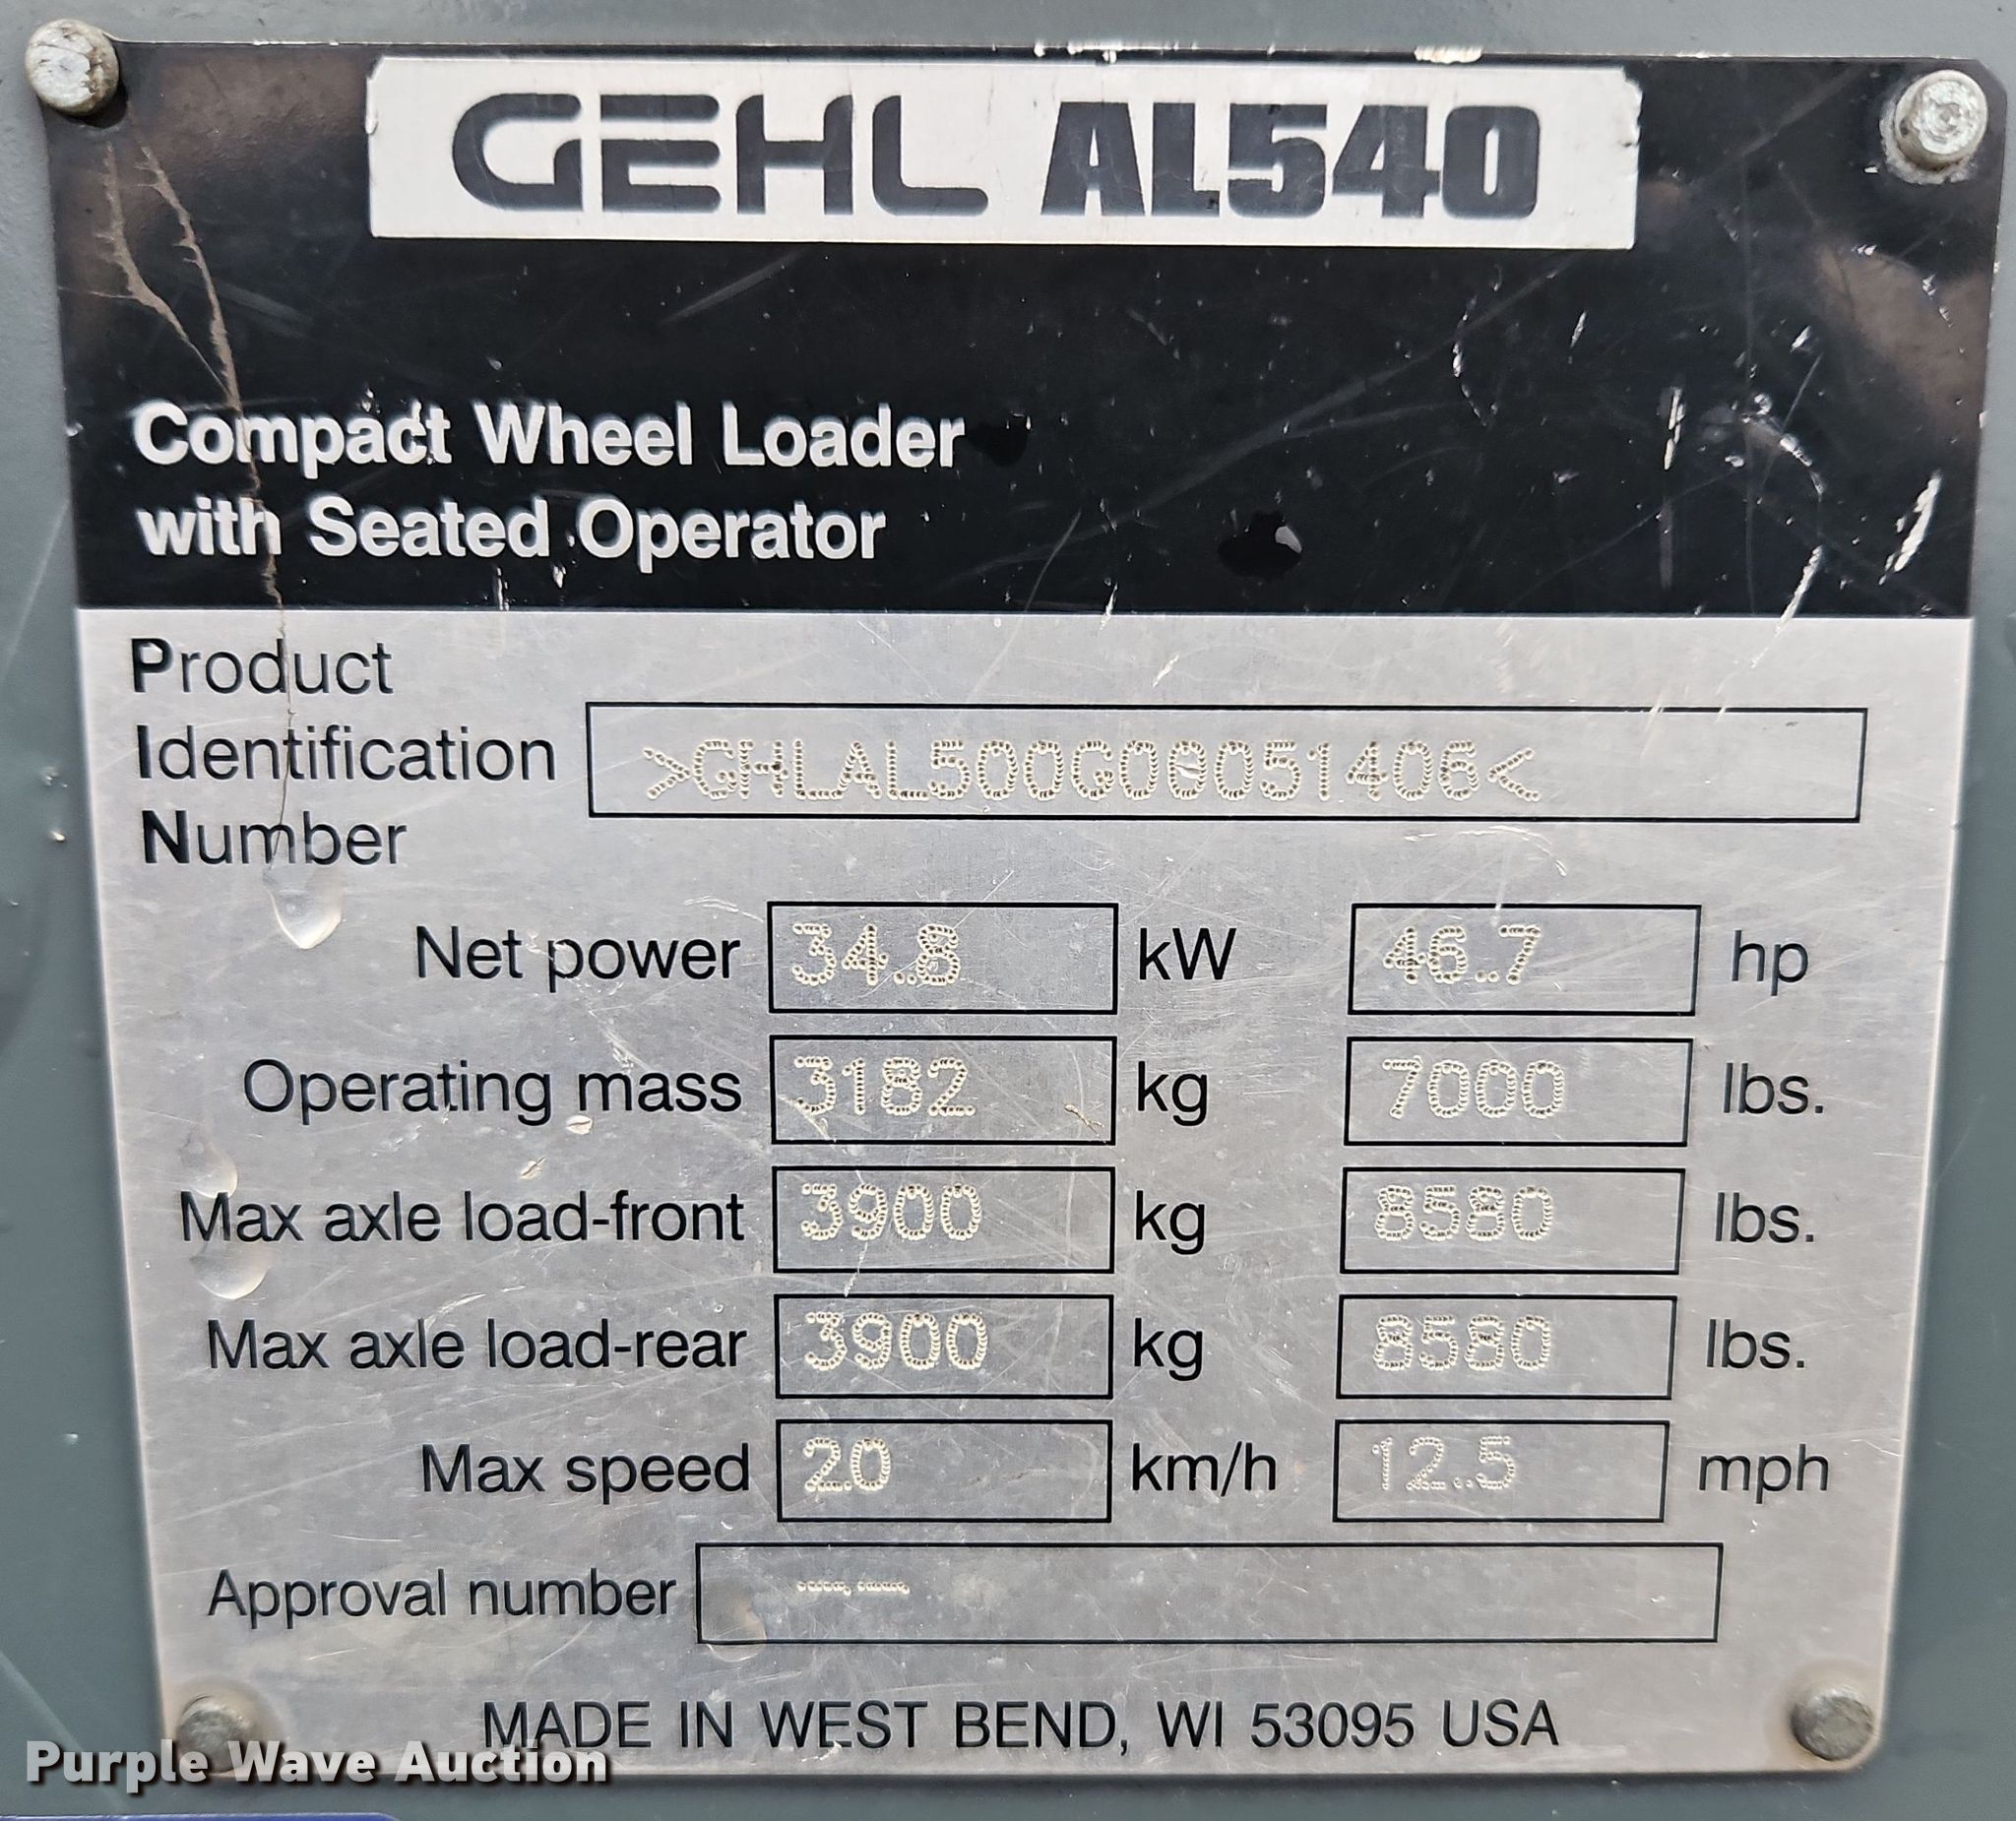 GEHL AL540
Compact Wheel Loader
with Seated Operator
Product
Identification >GHLAL500G00051406<
Number
Net power 34.8 kW 46.7 hp
Operating mass 3182 kg 7000 lbs.
Max axle load-front 3900 kg 8580 lbs.
Max axle load-rear 3900 kg 8580 lbs.
Max speed 20 km/h 12.5 mph
Approval number --
MADE IN WEST BEND, WI 53095 USA
Purple Wave Auction